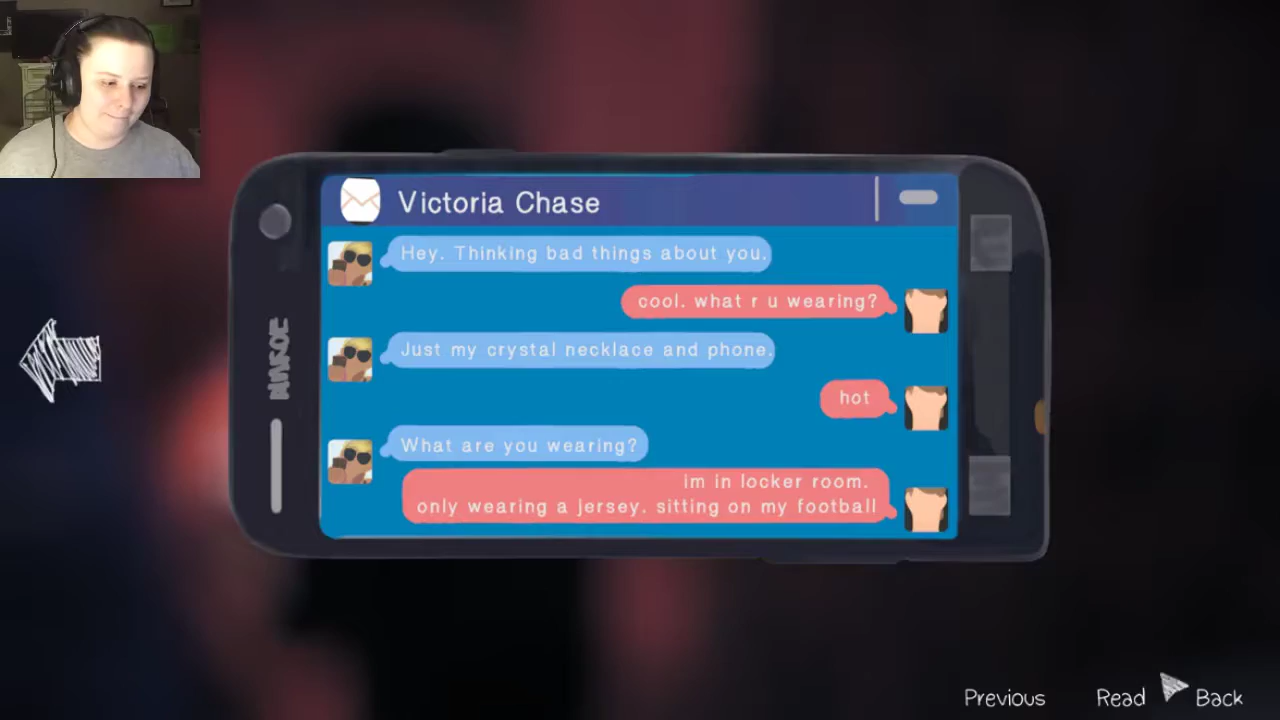 Victoria Chase
Hey. Thinking bad things about you.
cool. what r u wearing?
Just my crystal necklace and phone.
hot
What are you wearing?
im in locker room.
only wearing a jersey. sitting on my football
Previous
Read
Back